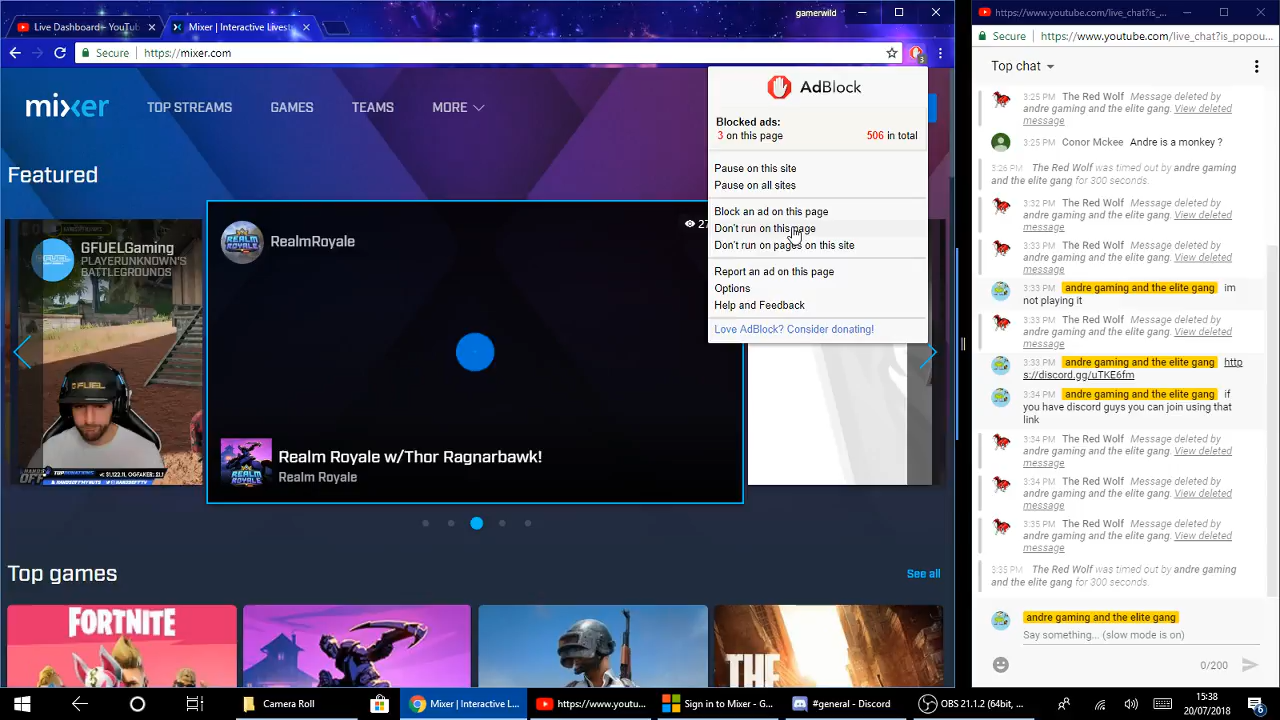 Live Dashboard - YouTub
Mixer | Interactive Livest
gamerwild
Secure
https://mixer.com
3
mixer
TOP STREAMS
GAMES
TEAMS
MORE
Featured
GFUELGaming
PLAYERUNKNOWN'S
BATTLEGROUNDS
GFUEL
RealmRoyale
27
REALM
ROYALE
Realm Royale w/Thor Ragnarbawk!
Realm Royale
AdBlock
Blocked ads:
3 on this page
506 in total
Pause on this site
Pause on all sites
Block an ad on this page
Don't run on this page
Don't run on pages on this site
Report an ad on this page
Options
Help and Feedback
Love AdBlock? Consider donating!
Top games
See all
FORTNITE
THE
https://www.youtube.com/live_chat?is_...
Secure
https://www.youtube.com/live_chat?is_popou...
Top chat
3:25 PM The Red Wolf Message deleted by
andre gaming and the elite gang. View deleted
message
3:25 PM Conor Mckee Andre is a monkey ?
3:26 PM The Red Wolf was timed out by andre gaming
and the elite gang for 300 seconds.
3:32 PM The Red Wolf Message deleted by
andre gaming and the elite gang. View deleted
message
3:33 PM The Red Wolf Message deleted by
andre gaming and the elite gang. View deleted
message
3:33 PM andre gaming and the elite gang im
not playing it
3:33 PM The Red Wolf Message deleted by
andre gaming and the elite gang. View deleted
message
3:33 PM andre gaming and the elite gang http
s://discord.gg/uTKE6fm
3:34 PM andre gaming and the elite gang if
you have discord guys you can join using that
link
3:34 PM The Red Wolf Message deleted by
andre gaming and the elite gang. View deleted
message
3:34 PM The Red Wolf Message deleted by
andre gaming and the elite gang. View deleted
message
3:35 PM The Red Wolf Message deleted by
andre gaming and the elite gang. View deleted
message
3:35 PM The Red Wolf was timed out by andre gaming
and the elite gang for 300 seconds.
andre gaming and the elite gang
Say something... (slow mode is on)
0/200
Camera Roll
Mixer | Interactive L...
https://www.youtu...
Sign in to Mixer - G...
#general - Discord
OBS 21.1.2 (64bit, ...
15:38
20/07/2018
6